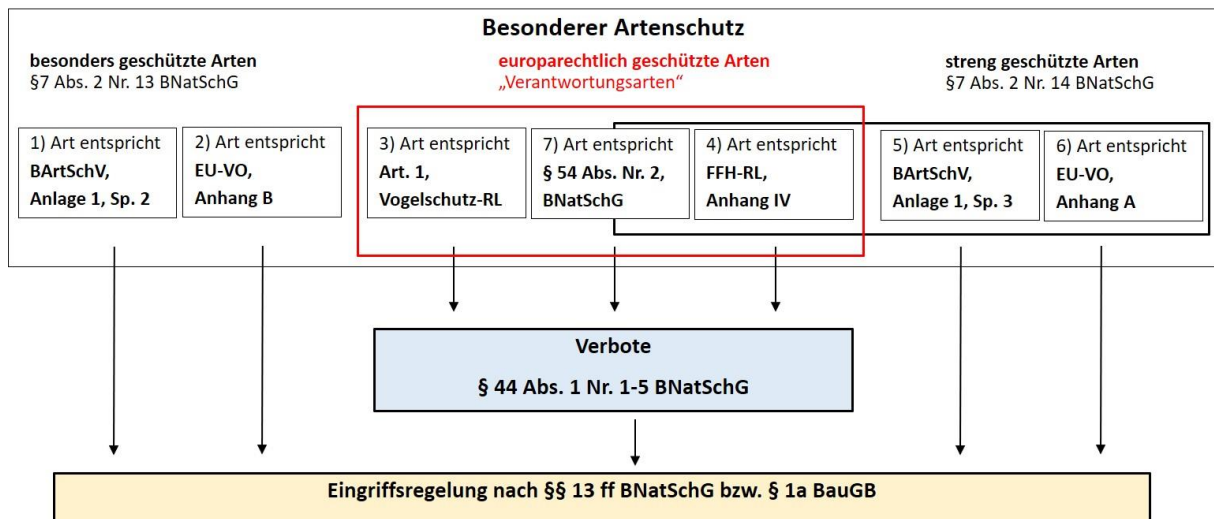 Besonderer Artenschutz
besonders geschützte Arten
§7 Abs. 2 Nr. 13 BNatSchG
europarechtlich geschützte Arten
„Verantwortungsarten“
streng geschützte Arten
§7 Abs. 2 Nr. 14 BNatSchG
1) Art entspricht
BArtSchV,
Anlage 1, Sp. 2
2) Art entspricht
EU-VO,
Anhang B
3) Art entspricht
Art. 1,
Vogelschutz-RL
7) Art entspricht
§ 54 Abs. Nr. 2,
BNatSchG
4) Art entspricht
FFH-RL,
Anhang IV
5) Art entspricht
BArtSchV,
Anlage 1, Sp. 3
6) Art entspricht
EU-VO,
Anhang A
Verbote
§ 44 Abs. 1 Nr. 1-5 BNatSchG
Eingriffsregelung nach §§ 13 ff BNatSchG bzw. § 1a BauGB